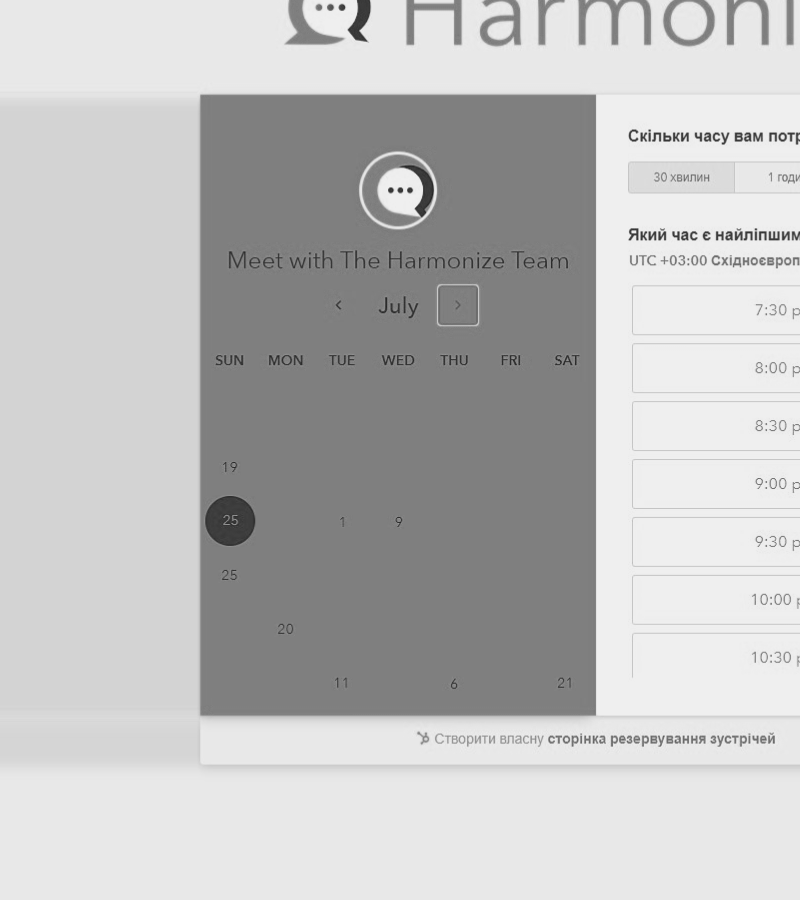 Harmoni
Meet with The Harmonize Team
July
SUN MON TUE WED THU FRI SAT
19
25 1 9
25
20
11 6 21
Скільки часу вам потр
30 хвилин 1 годи
Який час є найліпшим
UTC +03:00 Східноєвроп
7:30 p
8:00 p
8:30 p
9:00 p
9:30 p
10:00 p
10:30 p
Створити власну сторінка резервування зустрічей